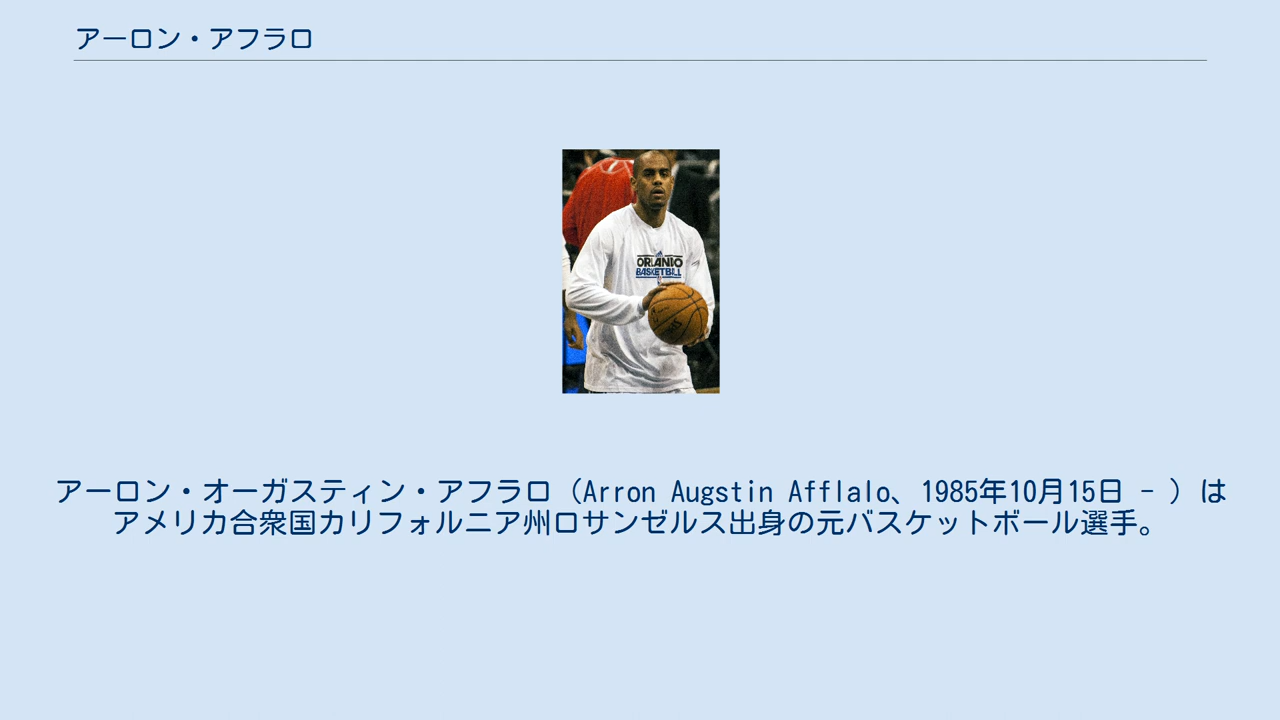 アーロン・アフラロ
ORLANDO
BASKETBALL
アーロン・オーガスティン・アフラロ（Arron Augstin Afflalo、1985年10月15日 - ）は
アメリカ合衆国カリフォルニア州ロサンゼルス出身の元バスケットボール選手。